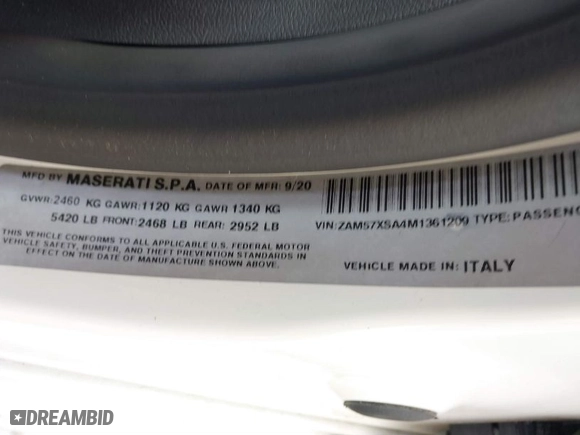 MFD BY MASERATI S.P.A. DATE OF MFR: 9/20
GVWR:2460 KG GAWR:1120 KG GAWR 1340 KG
5420 LB FRONT:2468 LB REAR: 2952 LB
THIS VEHICLE CONFORMS TO ALL APPLICABLE U.S. FEDERAL MOTOR
VEHICLE SAFETY, BUMPER, AND THEFT PREVENTION STANDARDS IN
EFFECT ON THE DATE OF MANUFACTURE SHOWN ABOVE.
VIN:ZAM57XSA4M1361209 TYPE:PASSENG
VEHICLE MADE IN: ITALY
DREAMBID